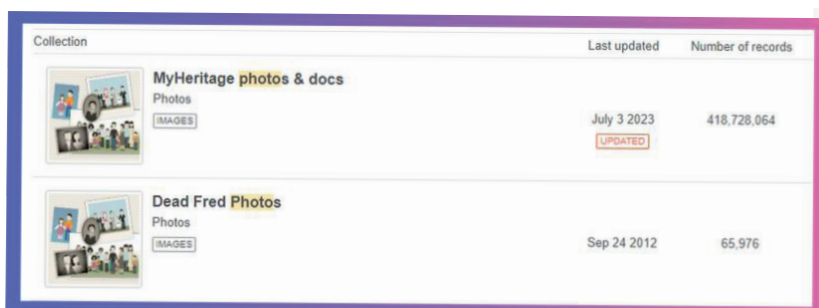 Collection Last updated Number of records
MyHeritage photos & docs
Photos
IMAGES
July 3 2023 418,728,064
UPDATED
Dead Fred Photos
Photos
IMAGES
Sep 24 2012 65,976